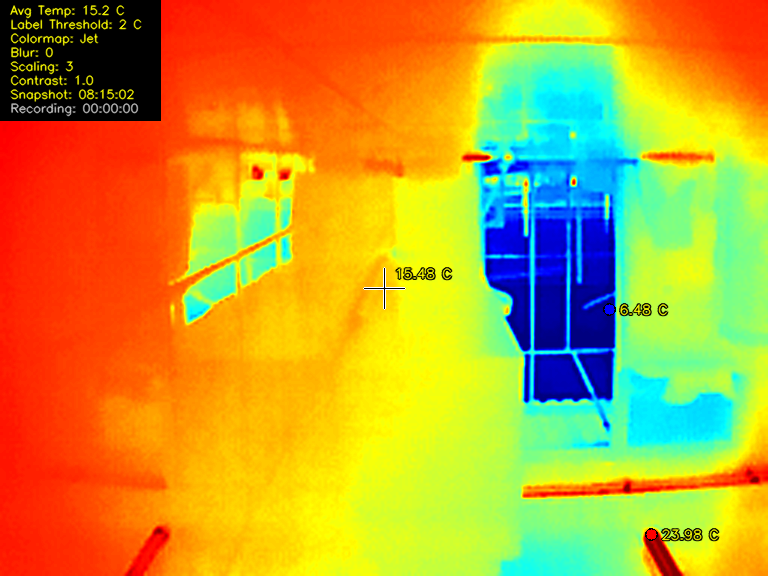 Avg Temp: 15.2 C
Label Threshold: 2 C
Colormap: Jet
Blur: 0
Scaling: 3
Contrast: 1.0
Snapshot: 08:15:02
Recording: 00:00:00
15.48 C
6.48 C
23.98 C